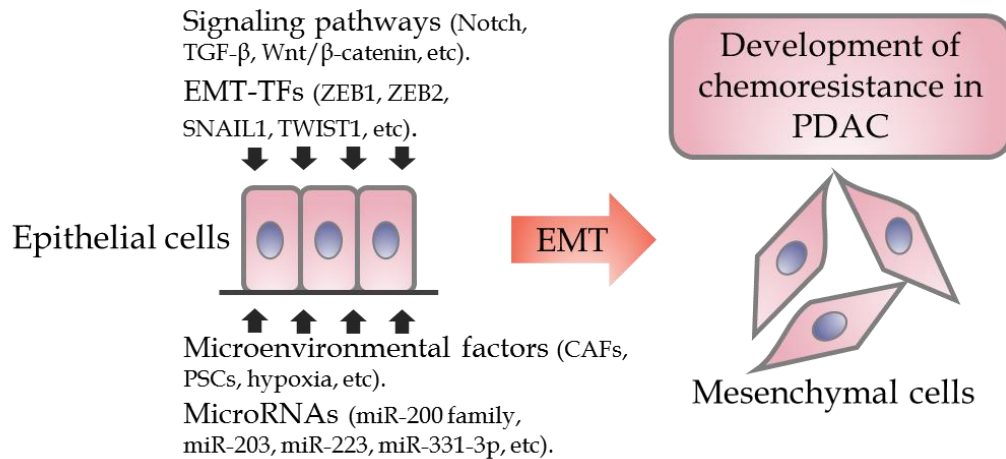 Signaling pathways (Notch,
TGF-β, Wnt/β-catenin, etc).
EMT-TFs (ZEB1, ZEB2,
SNAIL1, TWIST1, etc).
Epithelial cells
Microenvironmental factors (CAFs,
PSCs, hypoxia, etc).
MicroRNAs (miR-200 family,
miR-203, miR-223, miR-331-3p, etc).
EMT
Development of
chemoresistance in
PDAC
Mesenchymal cells